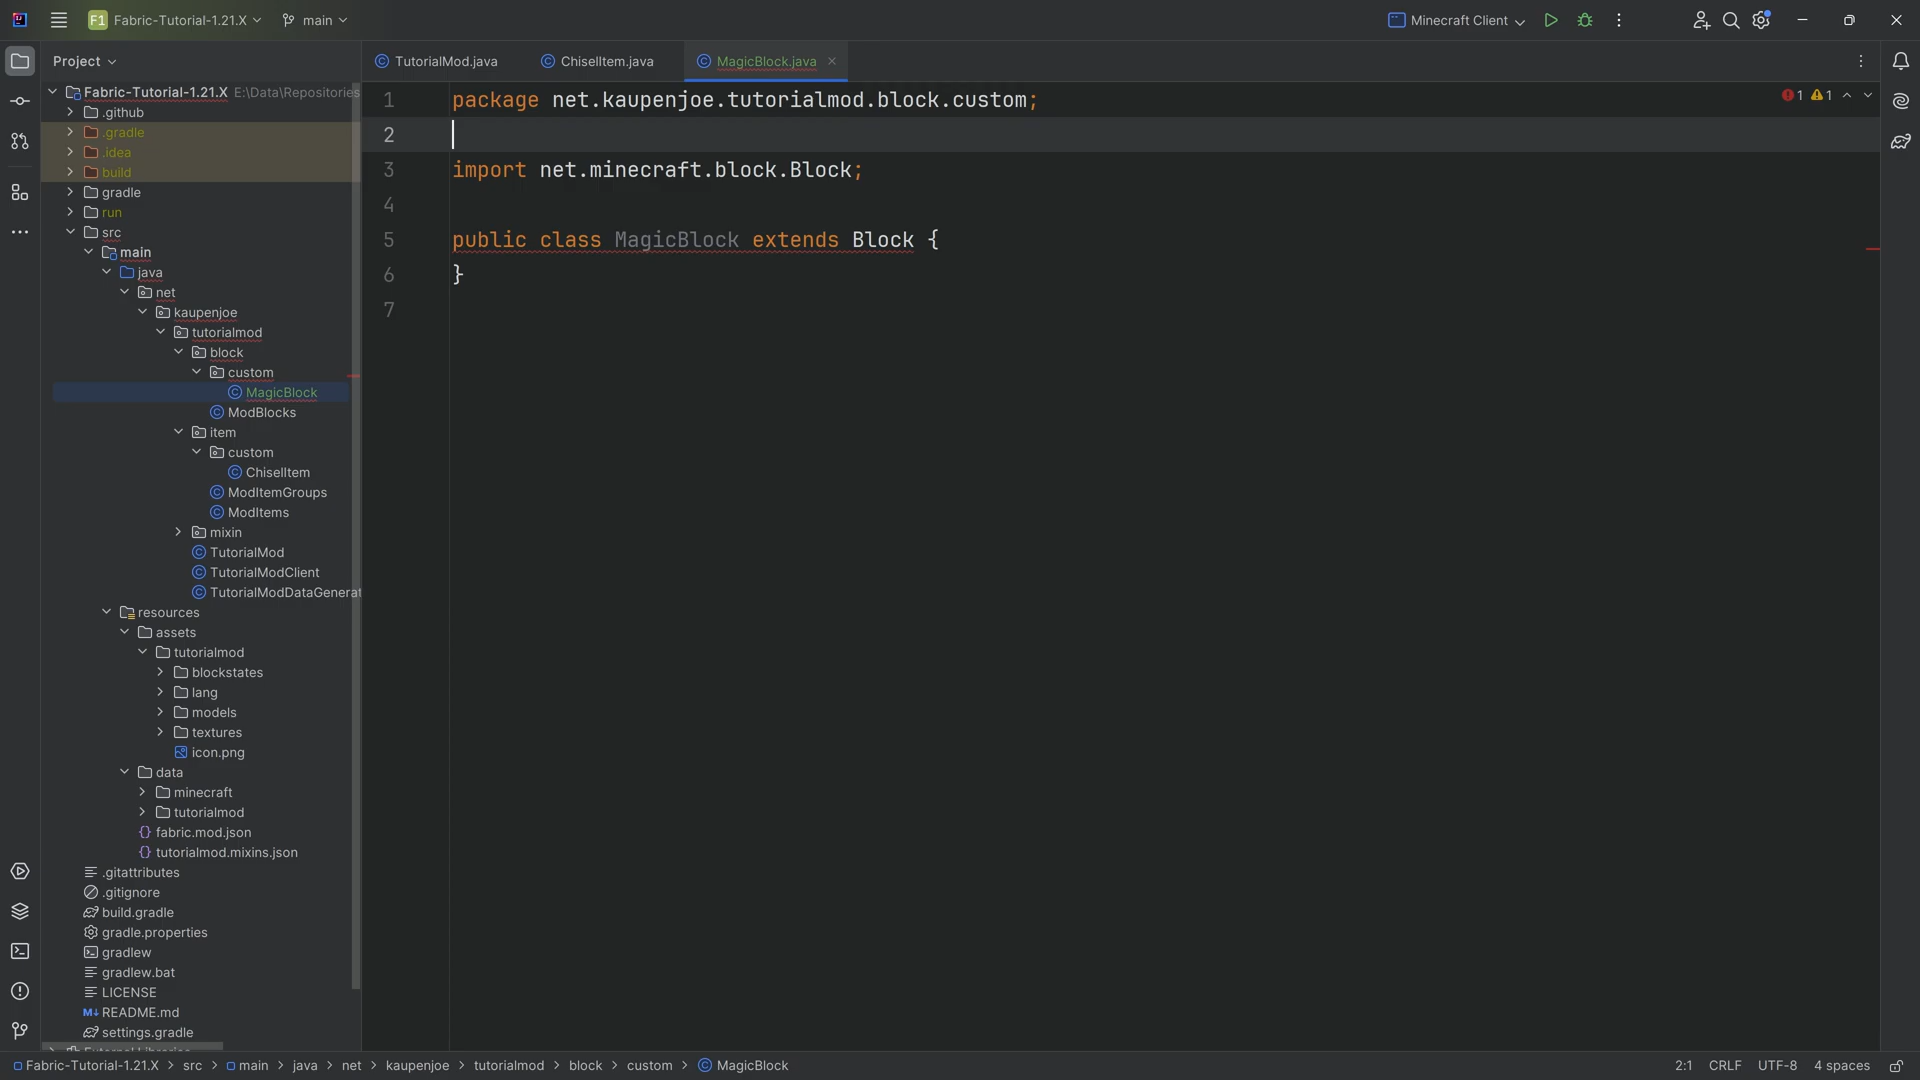 F1 Fabric-Tutorial-1.21.X main Minecraft Client
Project
TutorialMod.java ChiselItem.java MagicBlock.java
Fabric-Tutorial-1.21.X E:\Data\Repositories
.github
.gradle
.idea
build
gradle
run
src
main
java
net
kaupenjoe
tutorialmod
block
custom
MagicBlock
ModBlocks
item
custom
ChiselItem
ModItemGroups
ModItems
mixin
TutorialMod
TutorialModClient
TutorialModDataGenerat
resources
assets
tutorialmod
blockstates
lang
models
textures
icon.png
data
minecraft
tutorialmod
{} fabric.mod.json
{} tutorialmod.mixins.json
.gitattributes
.gitignore
build.gradle
gradle.properties
gradlew
gradlew.bat
LICENSE
M↓ README.md
settings.gradle
1 package net.kaupenjoe.tutorialmod.block.custom;
2
3 import net.minecraft.block.Block;
4
5 public class MagicBlock extends Block {
6 }
7
1 1
Fabric-Tutorial-1.21.X > src > main > java > net > kaupenjoe > tutorialmod > block > custom > MagicBlock
2:1 CRLF UTF-8 4 spaces